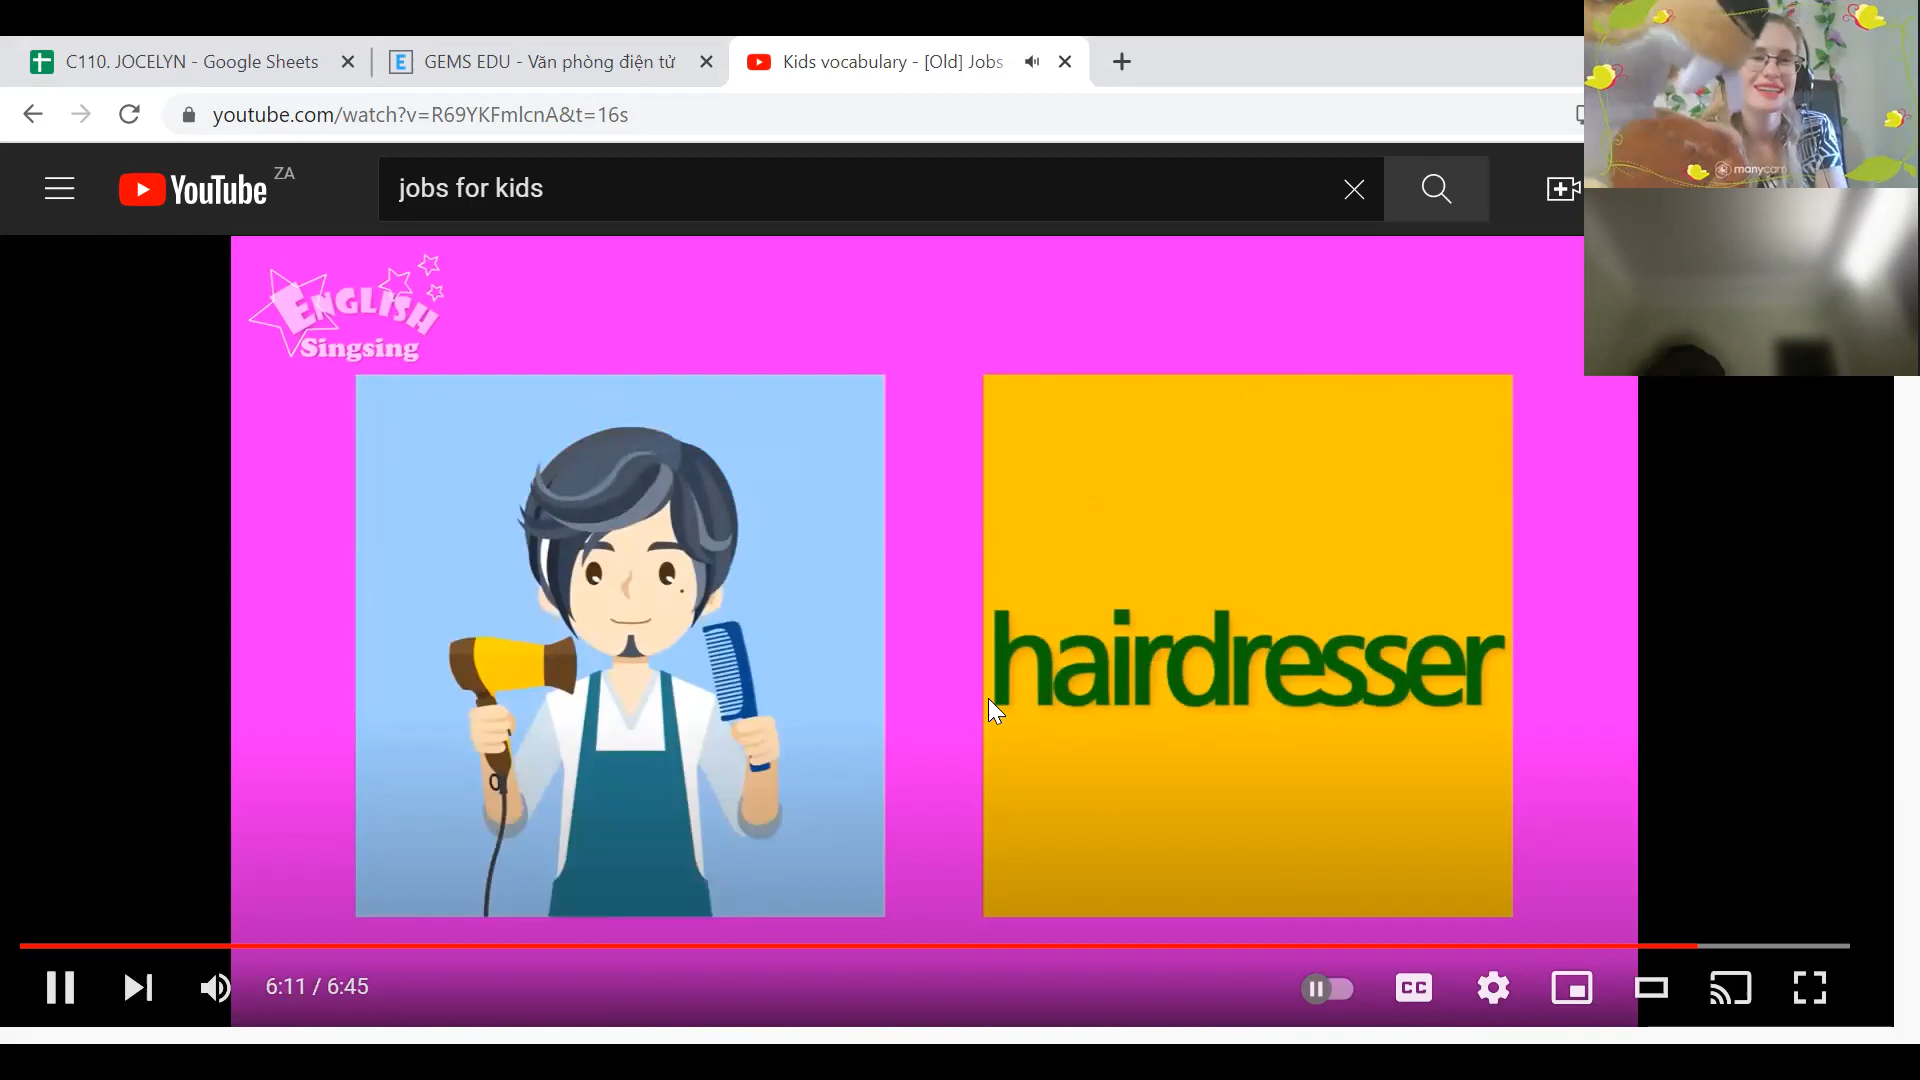 C110. JOCELYN - Google Sheets
GEMS EDU - Văn phòng điện tử
Kids vocabulary - [Old] Jobs
youtube.com/watch?v=R69YKFmlcnA&t=16s
YouTube ZA
jobs for kids
manycam
ENGLISH
Singsing
hairdresser
6:11 / 6:45
CC